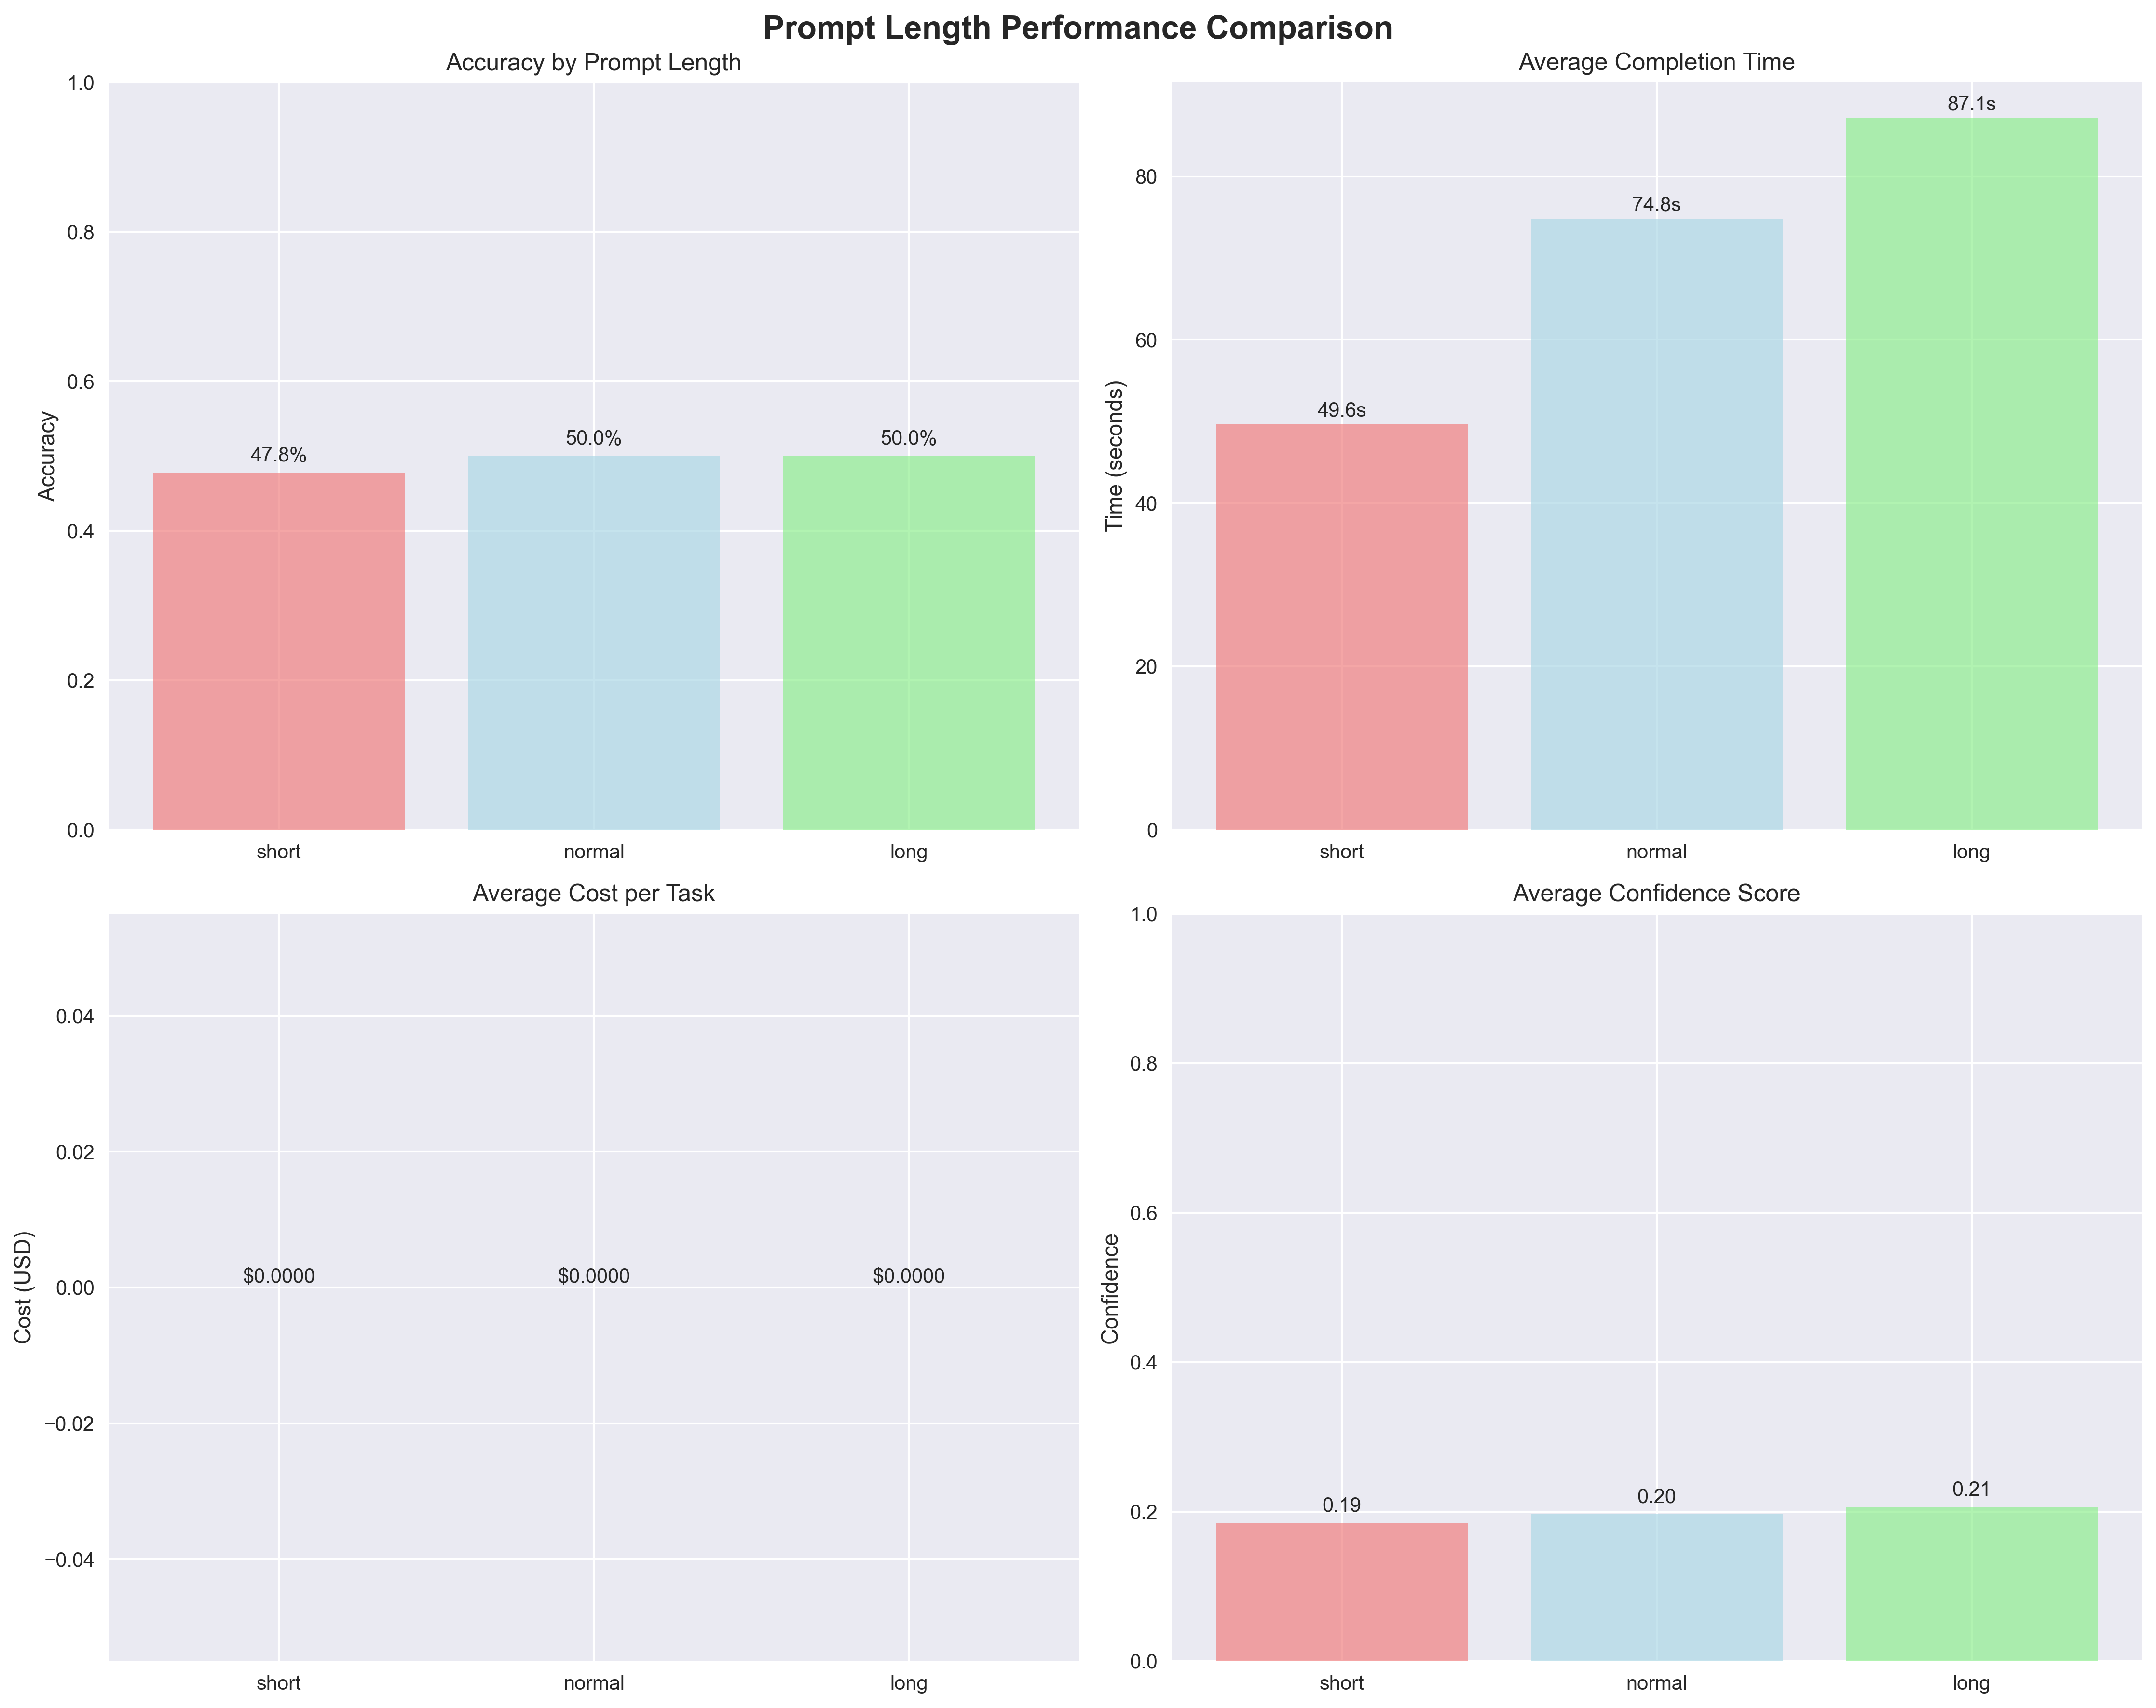 Prompt Length Performance Comparison
Accuracy by Prompt Length
1.0
0.8
0.6
0.4
0.2
0.0
Accuracy
47.8%
50.0%
50.0%
short
normal
long
Average Completion Time
80
60
40
20
0
Time (seconds)
49.6s
74.8s
87.1s
short
normal
long
Average Cost per Task
0.04
0.02
0.00
−0.02
−0.04
Cost (USD)
$0.0000
$0.0000
$0.0000
short
normal
long
Average Confidence Score
1.0
0.8
0.6
0.4
0.2
0.0
Confidence
0.19
0.20
0.21
short
normal
long